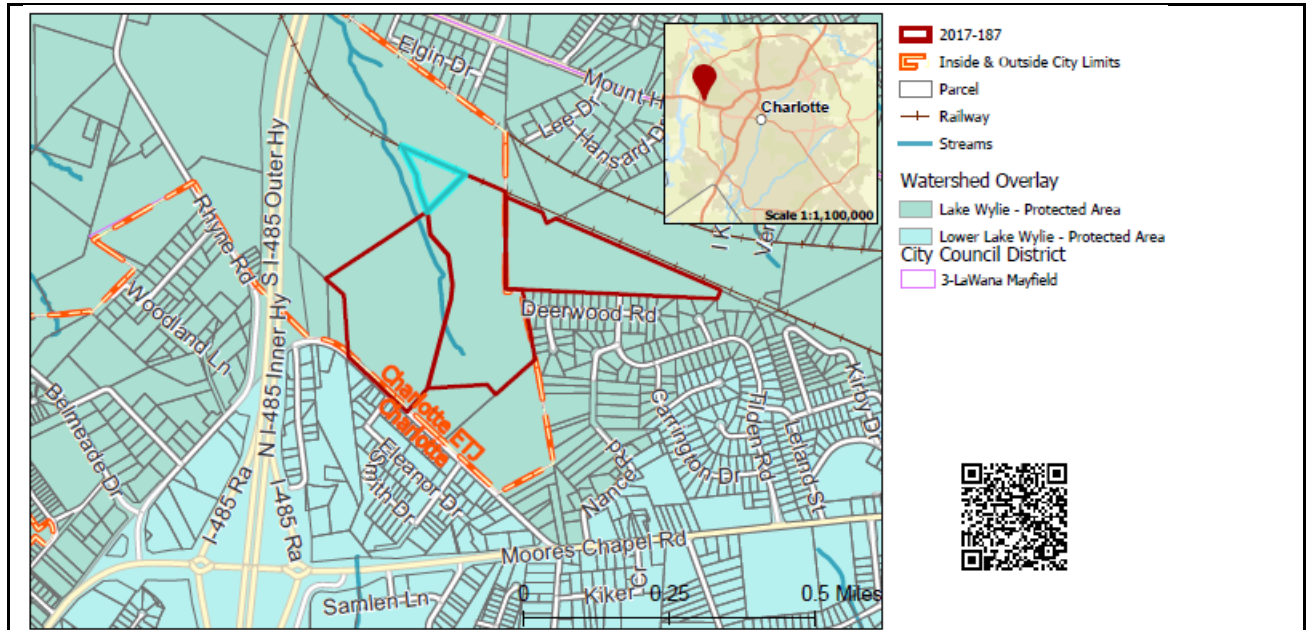 Elgin Dr
Mount H
Lee Dr
Hansard Dr
Charlotte
Scale 1:1,100,000
S I-485 Outer Hy
N I-485 Inner Hy
Rhyne Rd
Woodland Ln
Belmeade Dr
I-485 Ra
I-485 Ra
Charlotte ETJ
Charlotte
Eleanor Dr
Smith Dr
Deerwood Rd
Carrington Dr
Tilden Rd
Leland St
Kirby Dr
Moores Chapel Rd
Samlen Ln
Kiker
Cr
0 0.25 0.5 Miles
2017-187
Inside & Outside City Limits
Parcel
Railway
Streams
Watershed Overlay
Lake Wylie - Protected Area
Lower Lake Wylie - Protected Area
City Council District
3-LaWana Mayfield